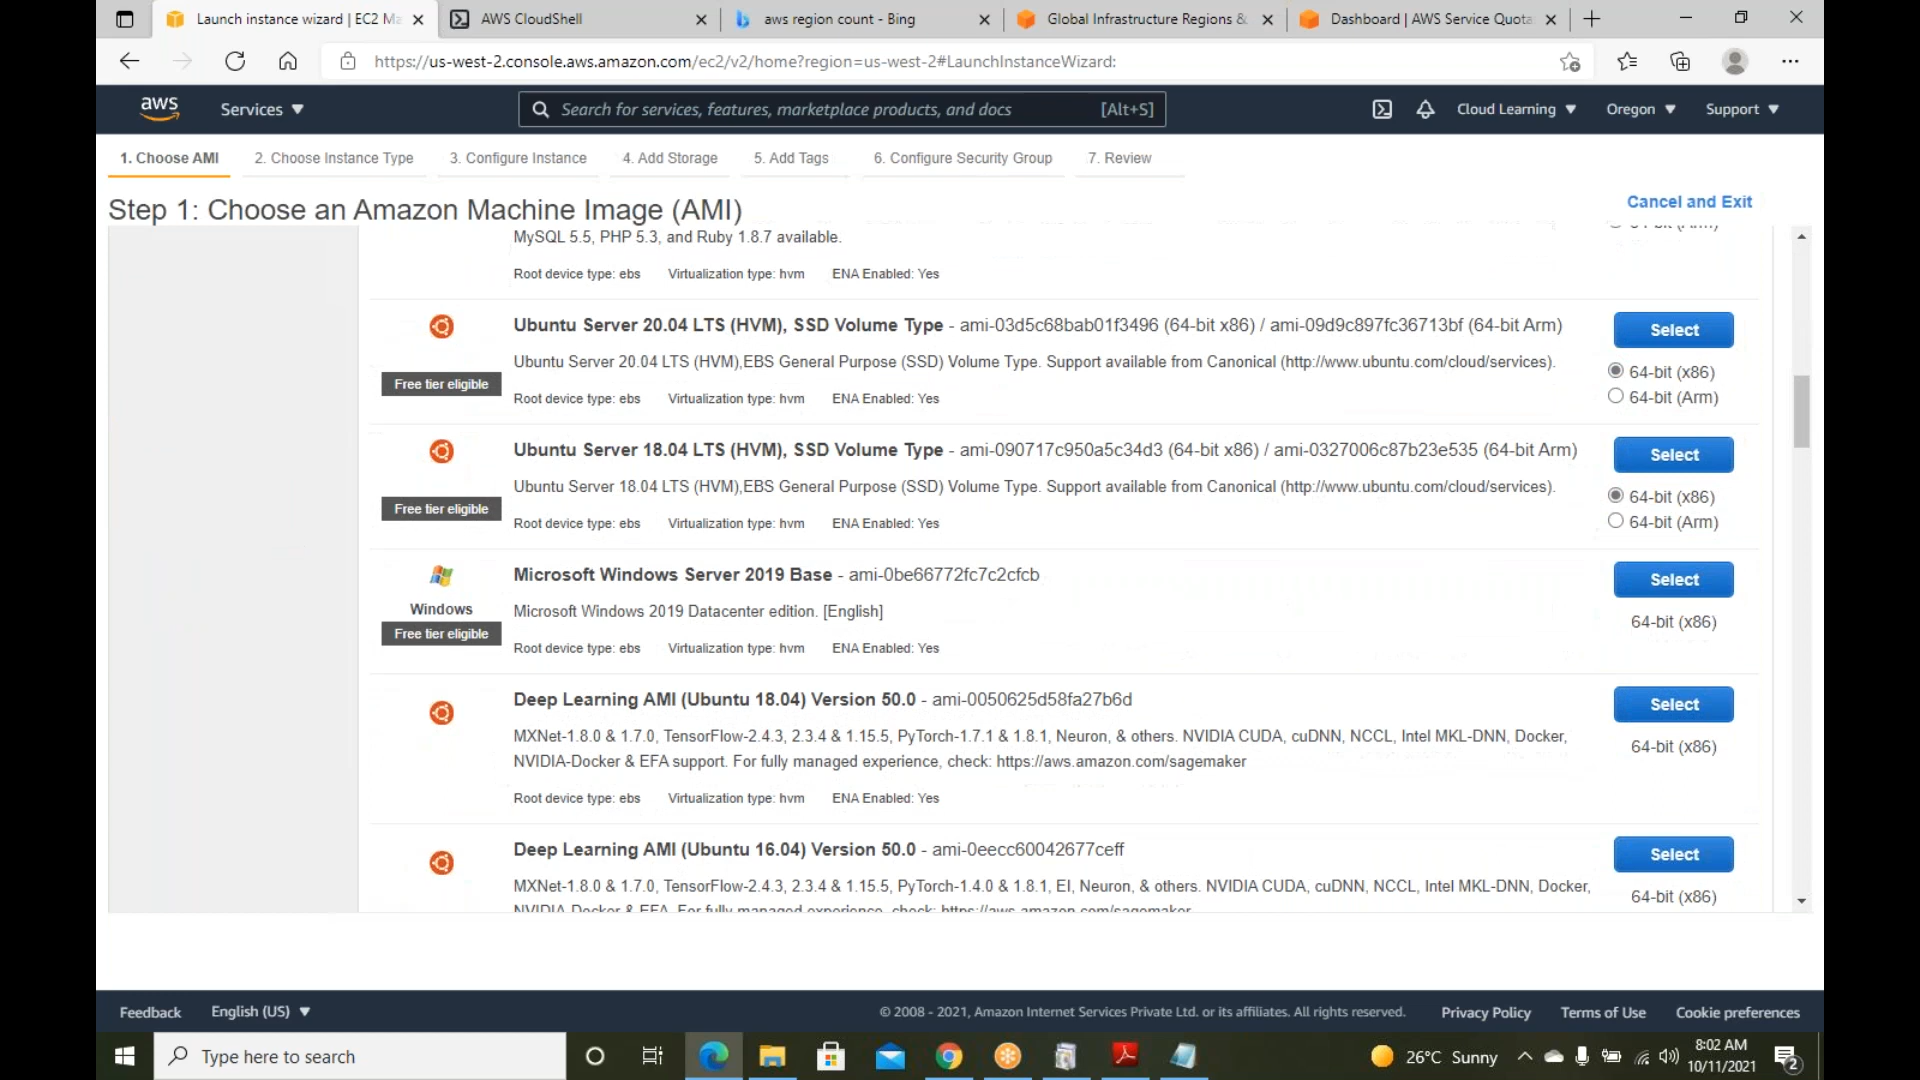 Launch instance wizard | EC2 Ma
AWS CloudShell
aws region count - Bing
Global Infrastructure Regions &
Dashboard | AWS Service Quota
https://us-west-2.console.aws.amazon.com/ec2/v2/home?region=us-west-2#LaunchInstanceWizard:
aws
Services
Search for services, features, marketplace products, and docs
[Alt+S]
Cloud Learning
Oregon
Support
1. Choose AMI
2. Choose Instance Type
3. Configure Instance
4. Add Storage
5. Add Tags
6. Configure Security Group
7. Review
Step 1: Choose an Amazon Machine Image (AMI)
Cancel and Exit
MySQL 5.5, PHP 5.3, and Ruby 1.8.7 available.
Root device type: ebs Virtualization type: hvm ENA Enabled: Yes
Ubuntu Server 20.04 LTS (HVM), SSD Volume Type - ami-03d5c68bab01f3496 (64-bit x86) / ami-09d9c897fc36713bf (64-bit Arm)
Select
Ubuntu Server 20.04 LTS (HVM),EBS General Purpose (SSD) Volume Type. Support available from Canonical (http://www.ubuntu.com/cloud/services).
64-bit (x86)
Free tier eligible
Root device type: ebs Virtualization type: hvm ENA Enabled: Yes
64-bit (Arm)
Ubuntu Server 18.04 LTS (HVM), SSD Volume Type - ami-090717c950a5c34d3 (64-bit x86) / ami-0327006c87b23e535 (64-bit Arm)
Select
Ubuntu Server 18.04 LTS (HVM),EBS General Purpose (SSD) Volume Type. Support available from Canonical (http://www.ubuntu.com/cloud/services).
64-bit (x86)
Free tier eligible
Root device type: ebs Virtualization type: hvm ENA Enabled: Yes
64-bit (Arm)
Microsoft Windows Server 2019 Base - ami-0be66772fc7c2cfcb
Select
Windows
Microsoft Windows 2019 Datacenter edition. [English]
64-bit (x86)
Free tier eligible
Root device type: ebs Virtualization type: hvm ENA Enabled: Yes
Deep Learning AMI (Ubuntu 18.04) Version 50.0 - ami-0050625d58fa27b6d
Select
MXNet-1.8.0 & 1.7.0, TensorFlow-2.4.3, 2.3.4 & 1.15.5, PyTorch-1.7.1 & 1.8.1, Neuron, & others. NVIDIA CUDA, cuDNN, NCCL, Intel MKL-DNN, Docker,
64-bit (x86)
NVIDIA-Docker & EFA support. For fully managed experience, check: https://aws.amazon.com/sagemaker
Root device type: ebs Virtualization type: hvm ENA Enabled: Yes
Deep Learning AMI (Ubuntu 16.04) Version 50.0 - ami-0eecc60042677ceff
Select
MXNet-1.8.0 & 1.7.0, TensorFlow-2.4.3, 2.3.4 & 1.15.5, PyTorch-1.4.0 & 1.8.1, EI, Neuron, & others. NVIDIA CUDA, cuDNN, NCCL, Intel MKL-DNN, Docker,
64-bit (x86)
NVIDIA-Docker & EFA. For fully managed experience, check: https://aws.amazon.com/sagemaker
Feedback
English (US)
© 2008 - 2021, Amazon Internet Services Private Ltd. or its affiliates. All rights reserved.
Privacy Policy
Terms of Use
Cookie preferences
Type here to search
26°C Sunny
8:02 AM
10/11/2021
2